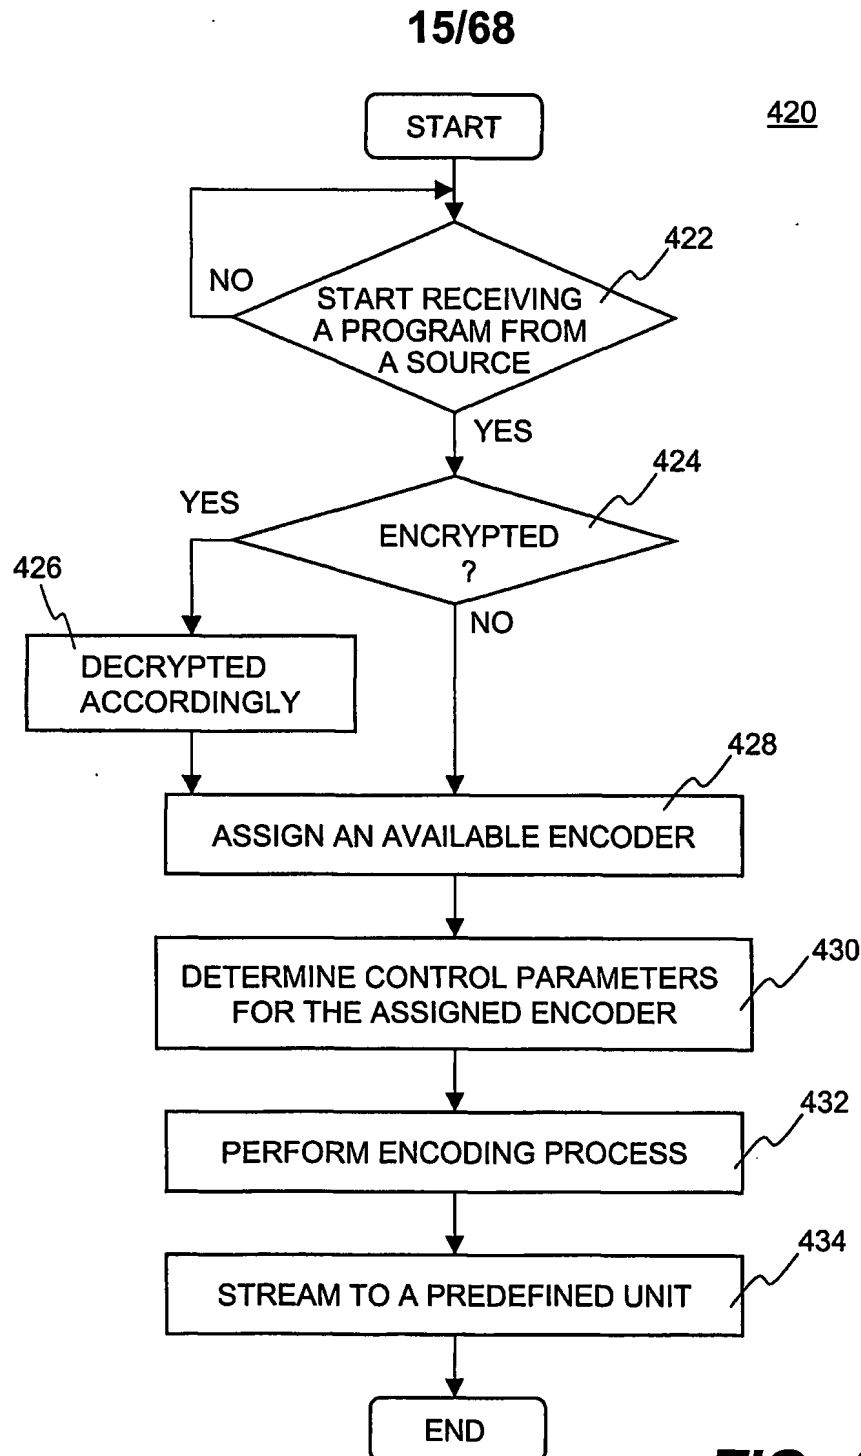 15/68
START
420
422
NO
START RECEIVING
A PROGRAM FROM
A SOURCE
YES
424
YES
ENCRYPTED
?
426
NO
DECRYPTED
ACCORDINGLY
428
ASSIGN AN AVAILABLE ENCODER
430
DETERMINE CONTROL PARAMETERS
FOR THE ASSIGNED ENCODER
432
PERFORM ENCODING PROCESS
434
STREAM TO A PREDEFINED UNIT
END